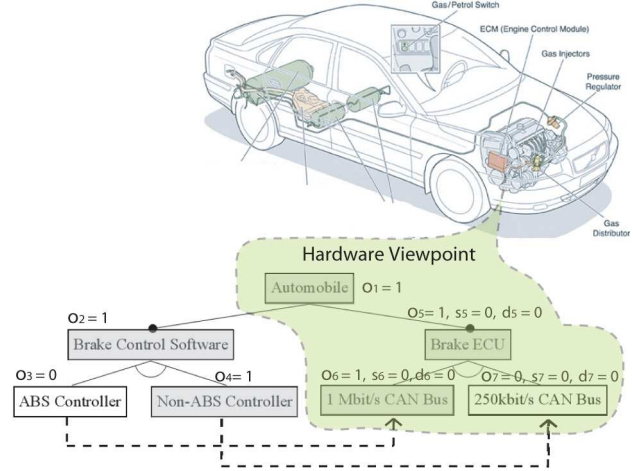 Gas/Petrol Switch
ECM (Engine Control Module)
Gas Injectors
Pressure
Regulator
Gas
Distributor
Hardware Viewpoint
Automobile O1 = 1
O2 = 1
O5= 1, s5 = 0, d5 = 0
Brake Control Software
Brake ECU
O3 = 0
O4= 1
O6 = 1, s6 = 0,d6 = 0
O7= 0, s7 = 0, d7 = 0
ABS Controller
Non-ABS Controller
1 Mbit/s CAN Bus
250kbit/s CAN Bus